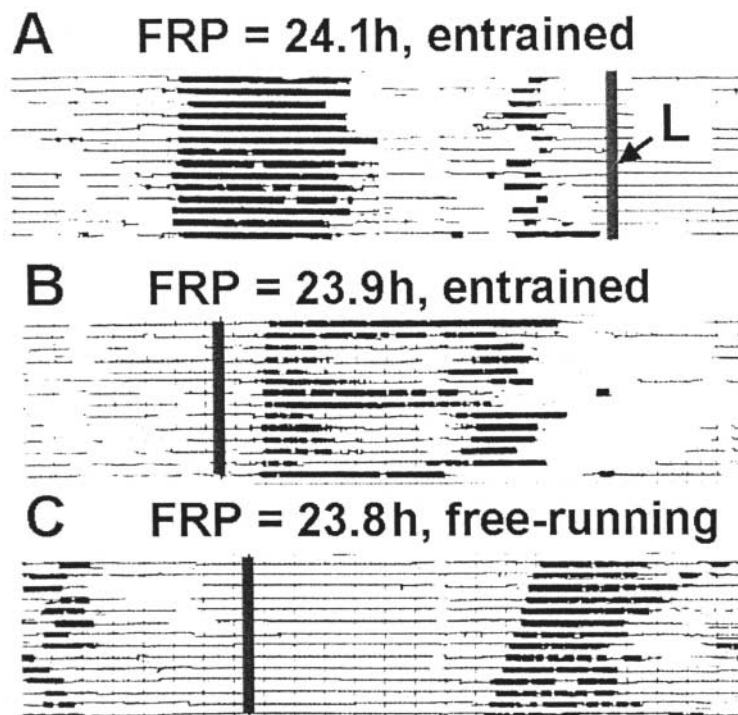 A FRP = 24.1h, entrained
L
B FRP = 23.9h, entrained
C FRP = 23.8h, free-running